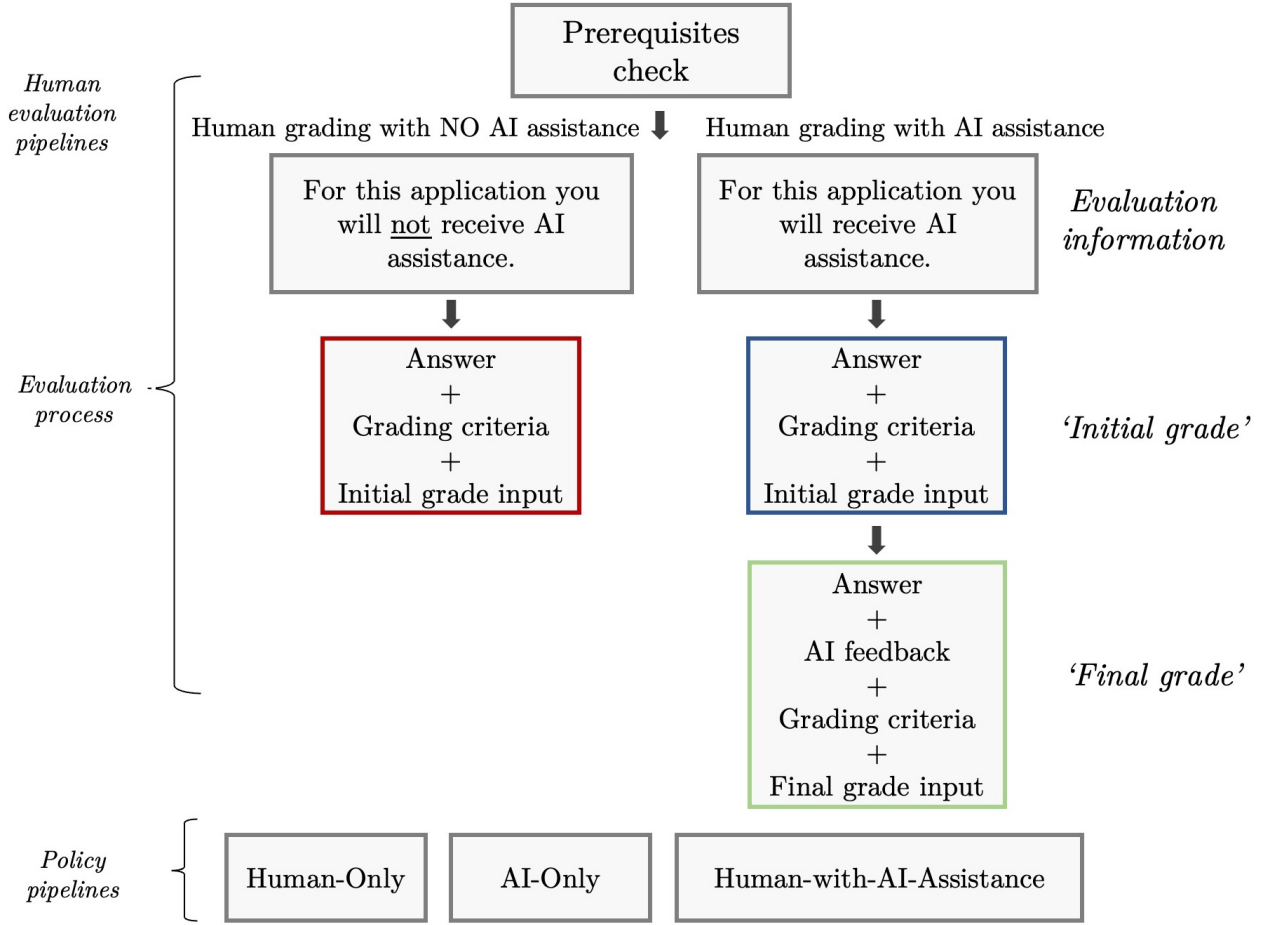 Prerequisites
check
Human
evaluation
pipelines
Human grading with NO AI assistance
Human grading with AI assistance
For this application you
will not receive AI
assistance.
For this application you
will receive AI
assistance.
Evaluation
information
Evaluation
process
Answer
+
Grading criteria
+
Initial grade input
Answer
+
Grading criteria
+
Initial grade input
‘Initial grade’
Answer
+
AI feedback
+
Grading criteria
+
Final grade input
‘Final grade’
Policy
pipelines
Human-Only
AI-Only
Human-with-AI-Assistance